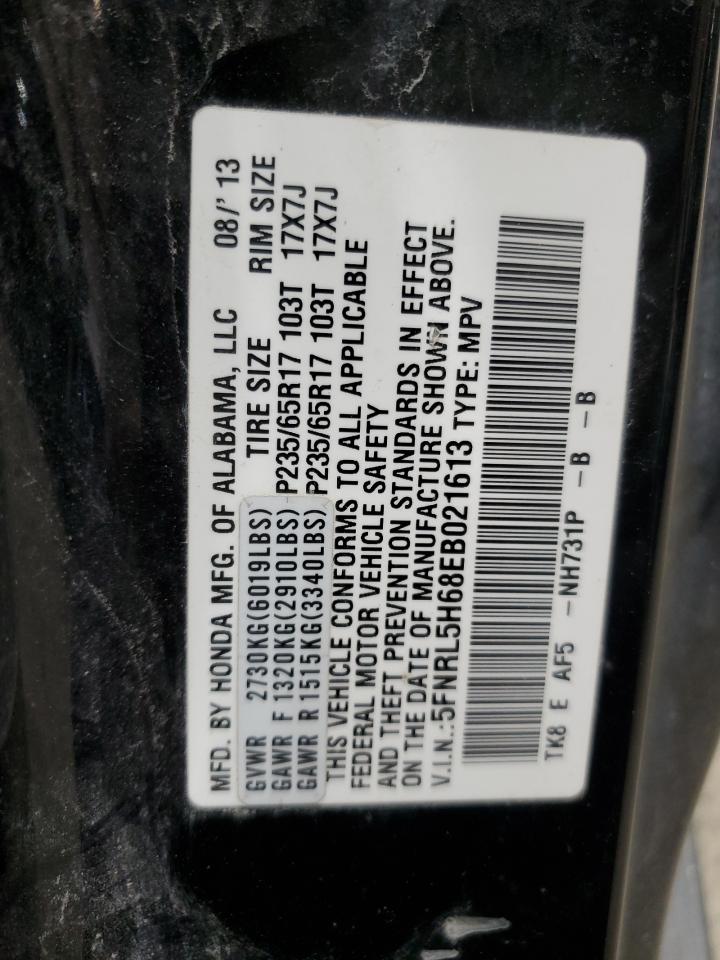 MFD. BY HONDA MFG. OF ALABAMA, LLC 08/' 13
GVWR 2730KG(6019LBS) TIRE SIZE RIM SIZE
GAWR F 1320KG(2910LBS) P235/65R17 103T 17X7J
GAWR R 1515KG(3340LBS) P235/65R17 103T 17X7J
THIS VEHICLE CONFORMS TO ALL APPLICABLE
FEDERAL MOTOR VEHICLE SAFETY
AND THEFT PREVENTION STANDARDS IN EFFECT
ON THE DATE OF MANUFACTURE SHOWN ABOVE.
V.I.N.:5FNRL5H68EB021613 TYPE: MPV
TK8 E AF5 -NH731P -B -B